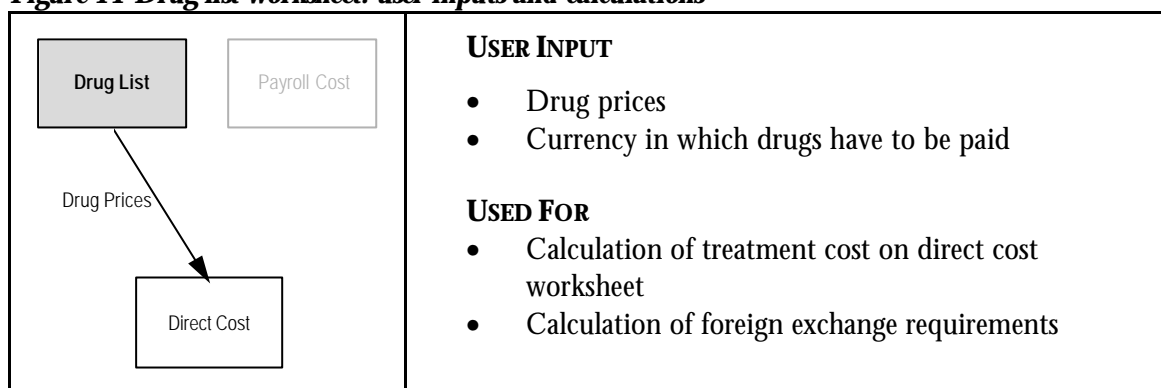 Figure 11 Drug list worksheet: user inputs and calculations
Drug List
Payroll Cost
Drug Prices
Direct Cost
USER INPUT
• Drug prices
• Currency in which drugs have to be paid
USED FOR
• Calculation of treatment cost on direct cost
worksheet
• Calculation of foreign exchange requirements